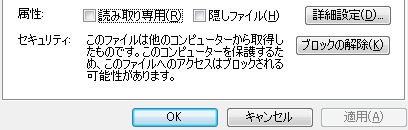 属性: 読み取り専用(R) 隠しファイル(H) 詳細設定(D)...
セキュリティ: このファイルは他のコンピューターから取得し
たものです。このコンピューターを保護するた
め、このファイルへのアクセスはブロックされる
可能性があります。
ブロックの解除(K)
OK キャンセル 適用(A)